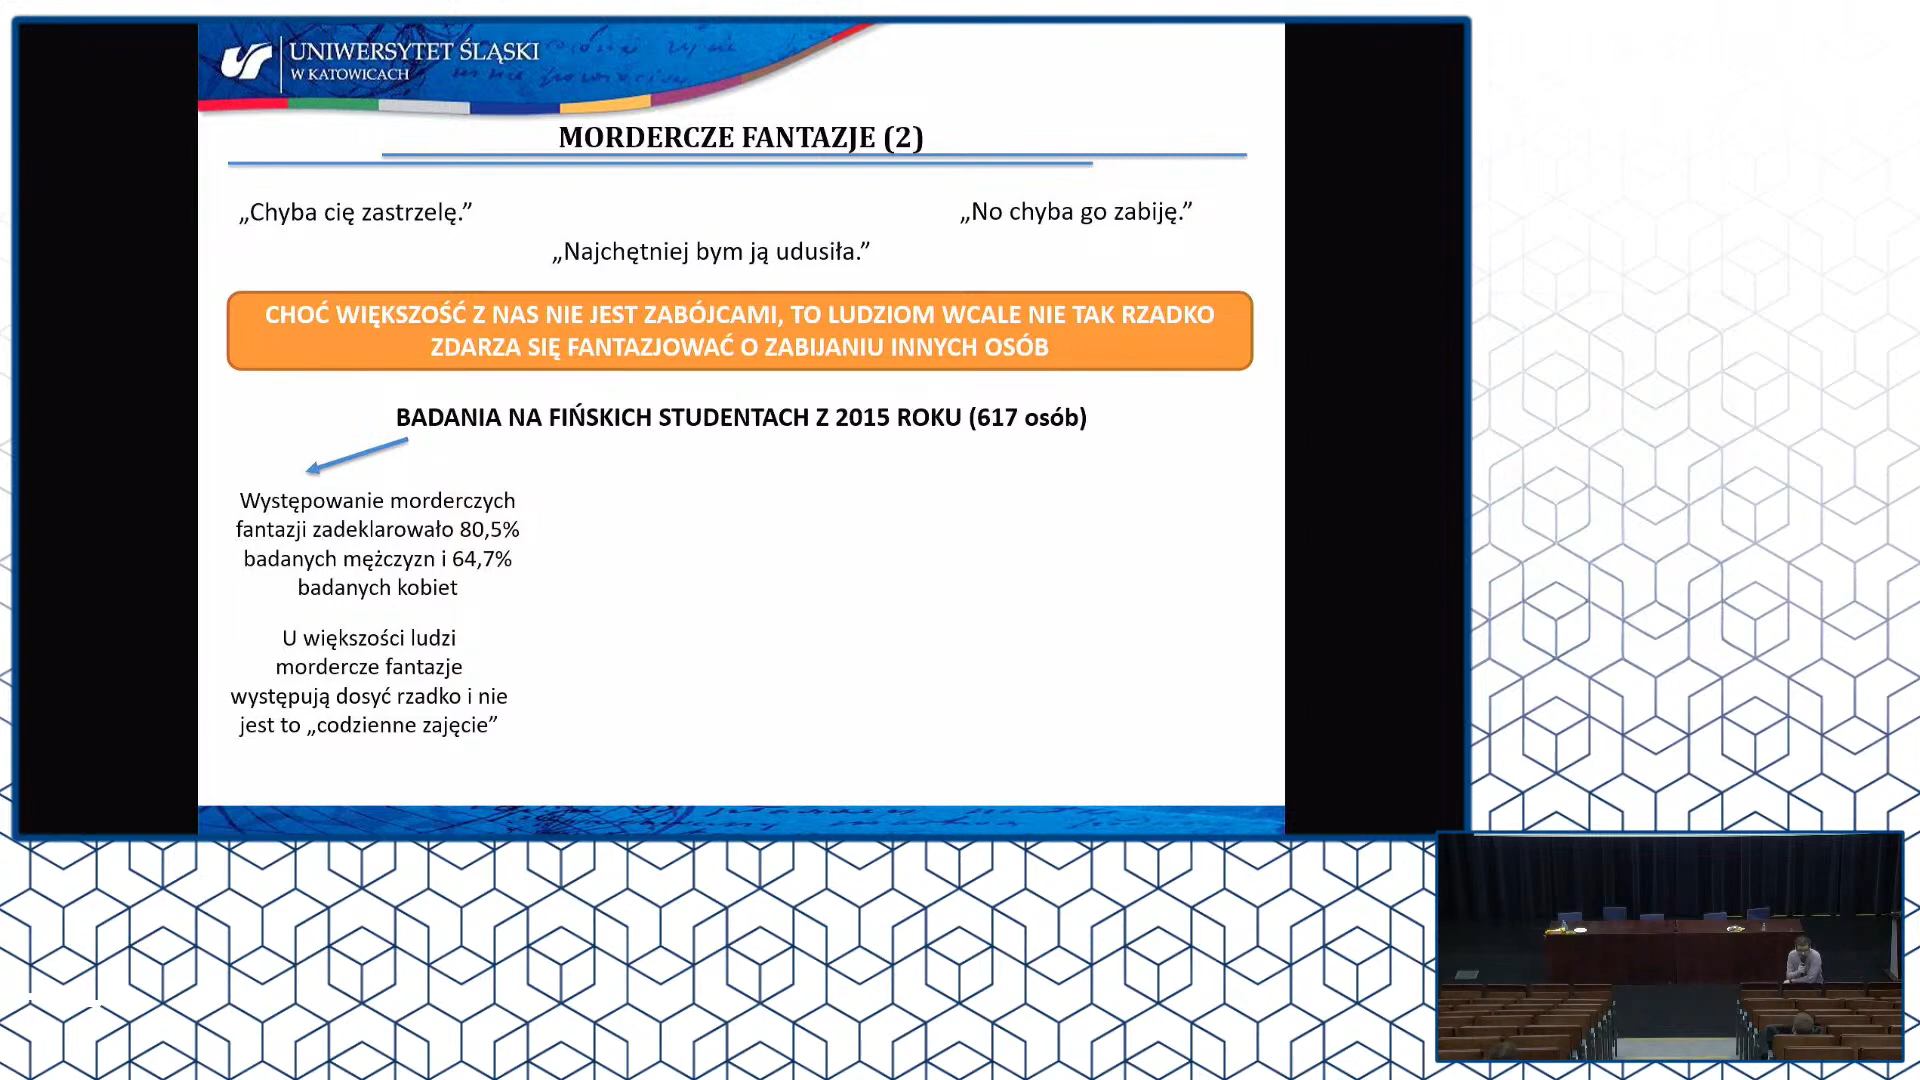 UNIWERSYTET ŚLĄSKI
W KATOWICACH
MORDERCZE FANTAZJE (2)
„Chyba cię zastrzelę.”
„No chyba go zabiję.”
„Najchętniej bym ją udusiła.”
CHOĆ WIĘKSZOŚĆ Z NAS NIE JEST ZABÓJCAMI, TO LUDZIOM WCALE NIE TAK RZADKO
ZDARZA SIĘ FANTAZJOWAĆ O ZABIJANIU INNYCH OSÓB
BADANIA NA FIŃSKICH STUDENTACH Z 2015 ROKU (617 osób)
Występowanie morderczych
fantazji zadeklarowało 80,5%
badanych mężczyzn i 64,7%
badanych kobiet
U większości ludzi
mordercze fantazje
występują dosyć rzadko i nie
jest to „codzienne zajęcie”